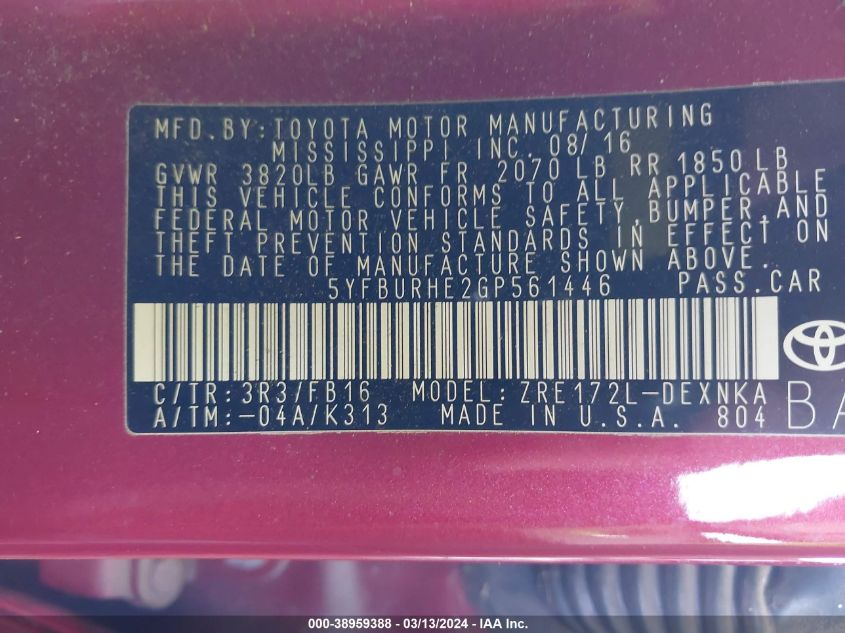 MFD. BY: TOYOTA MOTOR MANUFACTURING
MISSISSIPPI INC. 08/16
GVWR 3820LB GAWR FR 2070 LB RR 1850 LB
THIS VEHICLE CONFORMS TO ALL APPLICABLE
FEDERAL MOTOR VEHICLE SAFETY,BUMPER,AND
THEFT PREVENTION STANDARDS IN EFFECT ON
THE DATE OF MANUFACTURE SHOWN ABOVE.
5YFBURHE2GP561446 PASS.CAR
C/TR:3R3/FB16 MODEL:ZRE172L-DEXNKA
A/TM:-04A/K313 MADE IN U.S.A. 804
000-38959388 - 03/13/2024 - IAA, Inc.